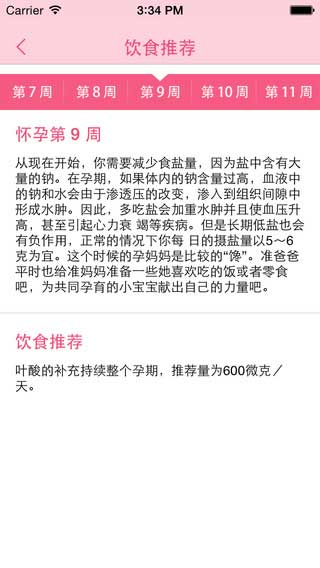 Carrier 3:34 PM
饮食推荐
第7周 第8周 第9周 第10周 第11周
怀孕第 9 周
从现在开始，你需要减少食盐量，因为盐中含有大
量的钠。在孕期，如果体内的钠含量过高，血液中
的钠和水会由于渗透压的改变，渗入到组织间隙中
形成水肿。因此，多吃盐会加重水肿并且使血压升
高，甚至引起心力衰 竭等疾病。但是长期低盐也会
有负作用，正常的情况下你每 日的摄盐量以5～6
克为宜。这个时候的孕妈妈是比较的“馋”。准爸爸
平时也给准妈妈准备一些她喜欢吃的饭或者零食
吧，为共同孕育的小宝宝献出自己的力量吧。
饮食推荐
叶酸的补充持续整个孕期，推荐量为600微克／
天。